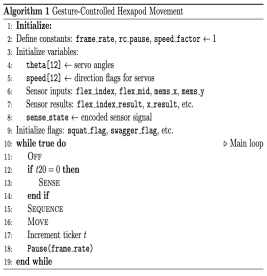 Algorithm 1 Gesture-Controlled Hexapod Movement
1: Initialize:
2: Define constants: frame_rate, rc_pause, speed_factor ← 1
3: Initialize variables:
4: theta[12] ← servo angles
5: speed[12] ← direction flags for servos
6: Sensor inputs: flex_index, flex_mid, mems_x, mems_y
7: Sensor results: flex_index_result, x_result, etc.
8: sense_state ← encoded sensor signal
9: Initialize flags: squat_flag, swagger_flag, etc.
10: while true do ▷ Main loop
11: OFF
12: if t20 = 0 then
13: SENSE
14: end if
15: SEQUENCE
16: MOVE
17: Increment ticker t
18: Pause(frame_rate)
19: end while